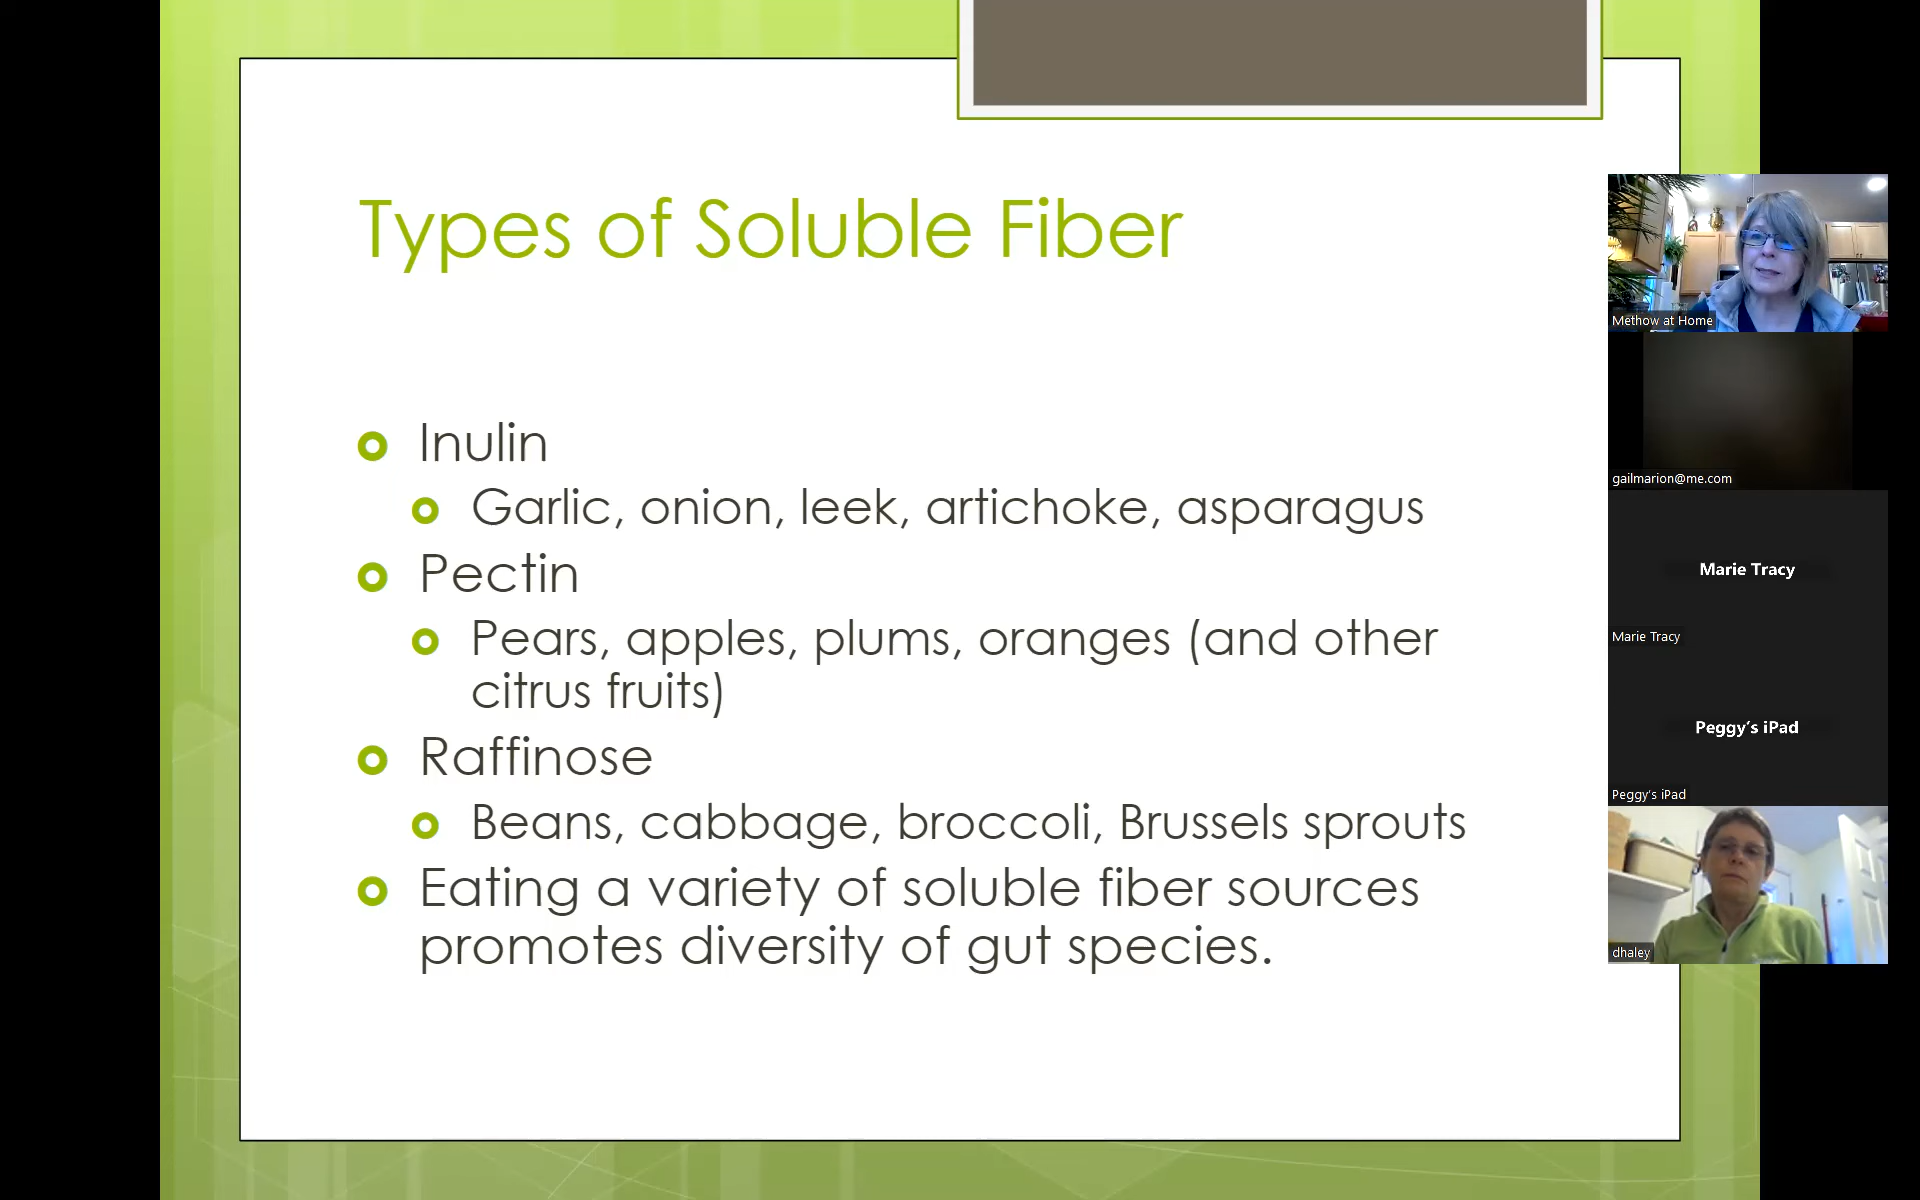 Types of Soluble Fiber
Inulin
Garlic, onion, leek, artichoke, asparagus
Pectin
Pears, apples, plums, oranges (and other
citrus fruits)
Raffinose
Beans, cabbage, broccoli, Brussels sprouts
Eating a variety of soluble fiber sources
promotes diversity of gut species.
Methow at Home
gailmarion@me.com
Marie Tracy
Marie Tracy
Peggy's iPad
Peggy's iPad
dhaley